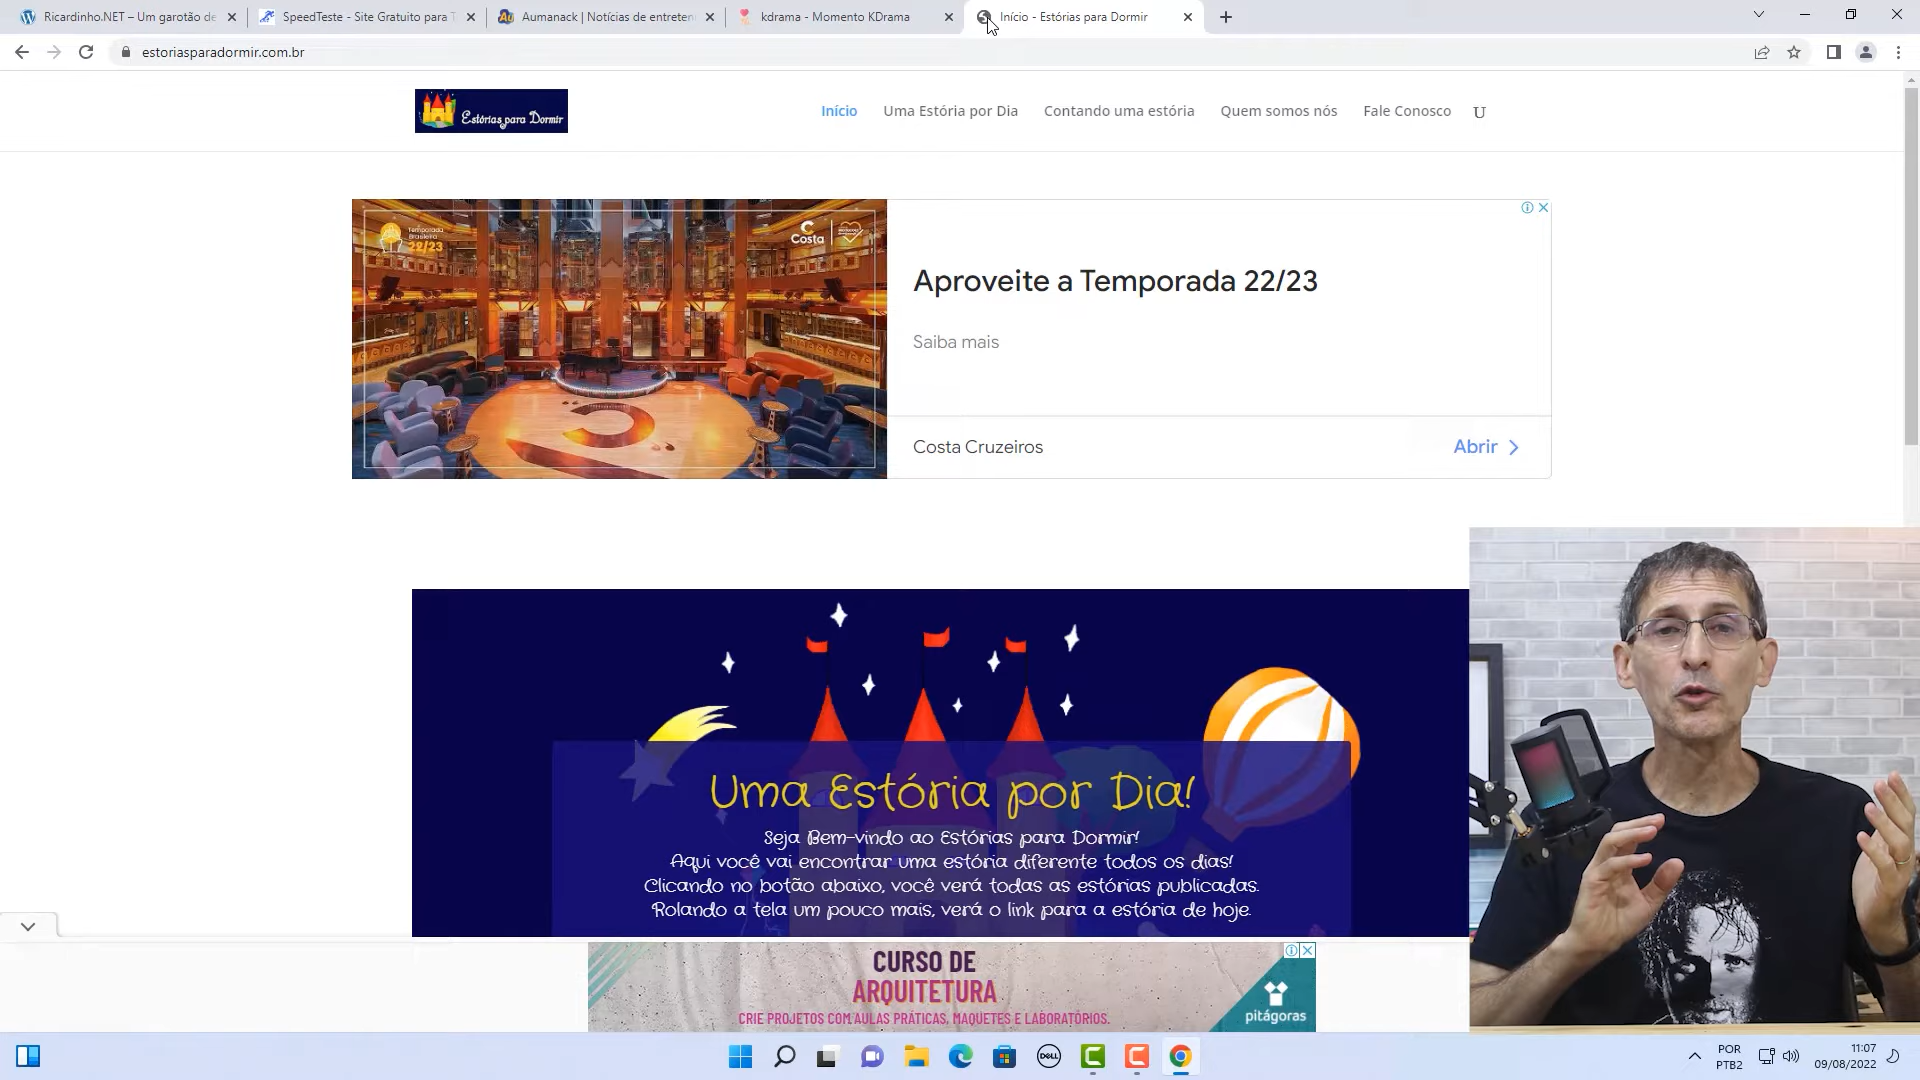 Ricardinho.NET – Um garotão de
SpeedTeste - Site Gratuito para T
Aumanack | Notícias de entreten
kdrama - Momento KDrama
Início - Estórias para Dormir
estoriasparadormir.com.br
Estórias para Dormir
Início
Uma Estória por Dia
Contando uma estória
Quem somos nós
Fale Conosco
U
Temporada
Brasileira
22/23
Costa
Aproveite a Temporada 22/23
Saiba mais
Costa Cruzeiros
Abrir
Uma Estória por Dia!
Seja Bem-vindo ao Estórias para Dormir!
Aqui você vai encontrar uma estória diferente todos os dias!
Clicando no botão abaixo, você verá todas as estórias publicadas.
Rolando a tela um pouco mais, verá o link para a estória de hoje.
CURSO DE
ARQUITETURA
CRIE PROJETOS COM AULAS PRÁTICAS, MAQUETES E LABORATÓRIOS.
pitágoras
DELL
POR
PTB2
11:07
09/08/2022